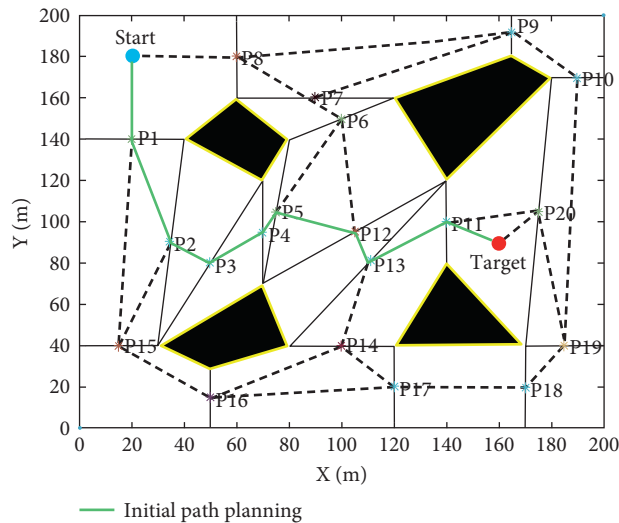 200
180
160
140
120
100
80
60
40
20
0
Y (m)
Start
P9
P8
P10
P7
P6
P1
P5
P20
P2
P4
P12
P11
P3
P13
Target
P15
P14
P19
P16
P17
P18
0 20 40 60 80 100 120 140 160 200
X (m)
Initial path planning